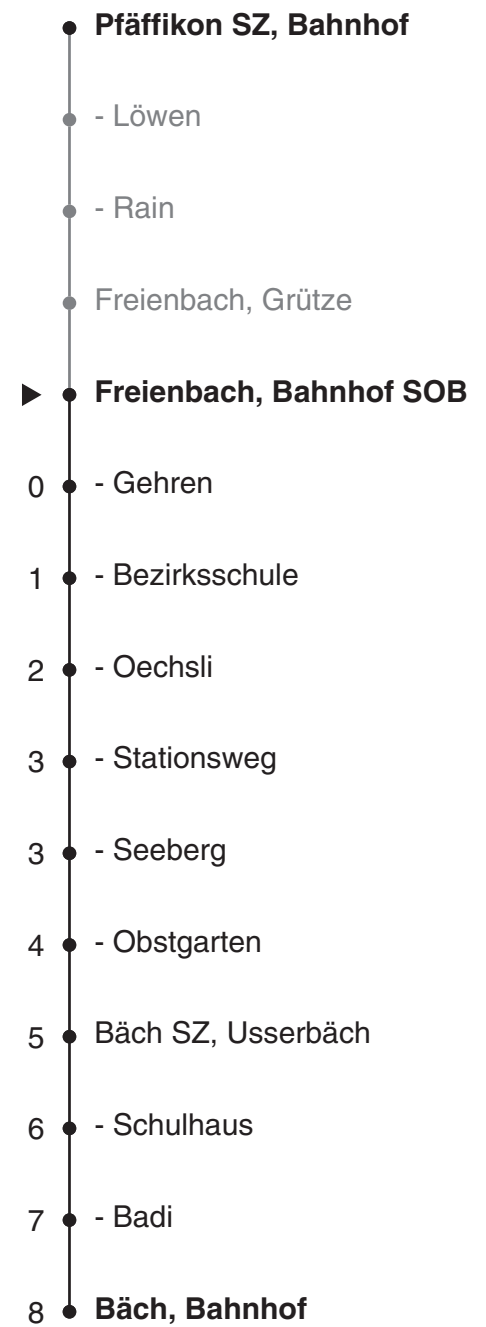 Pfäffikon SZ, Bahnhof
- Löwen
- Rain
Freienbach, Grütze
Freienbach, Bahnhof SOB
0 - Gehren
1 - Bezirksschule
2 - Oechsli
3 - Stationsweg
3 - Seeberg
4 - Obstgarten
5 Bäch SZ, Usserbäch
6 - Schulhaus
7 - Badi
8 Bäch, Bahnhof